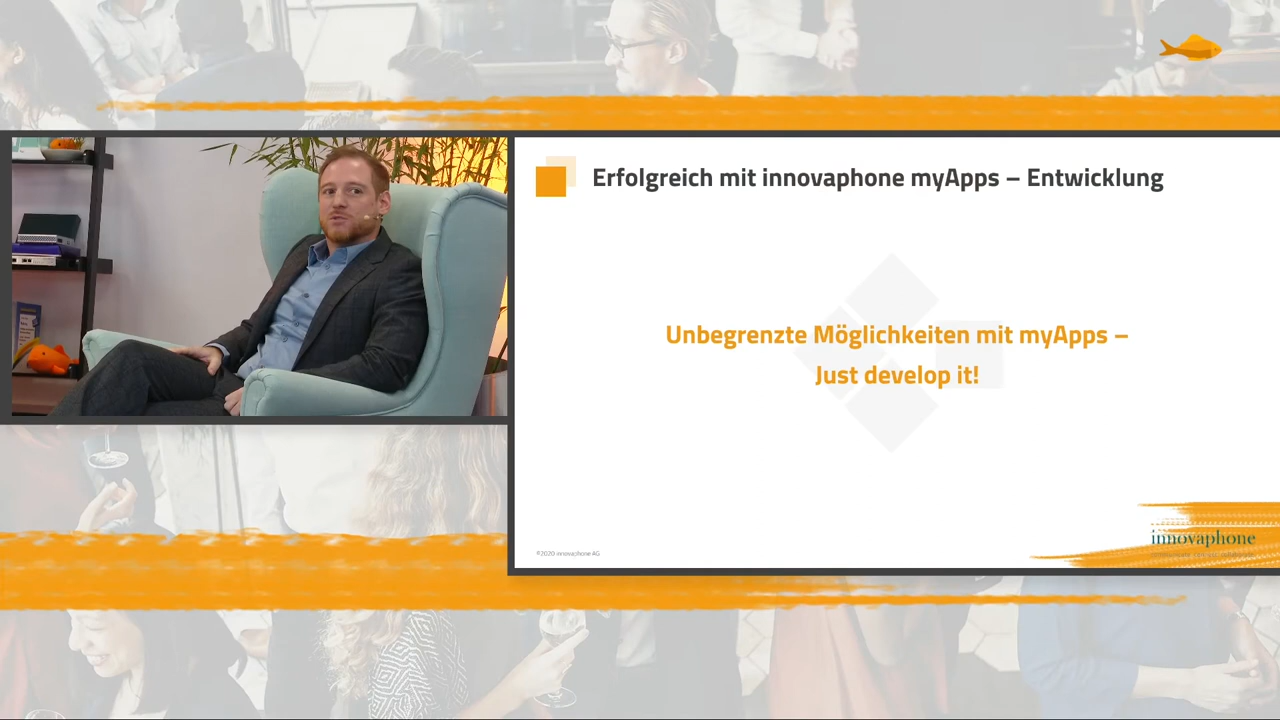 Erfolgreich mit innovaphone myApps – Entwicklung
Unbegrenzte Möglichkeiten mit myApps –
Just develop it!
©2020 innovaphone AG
innovaphone